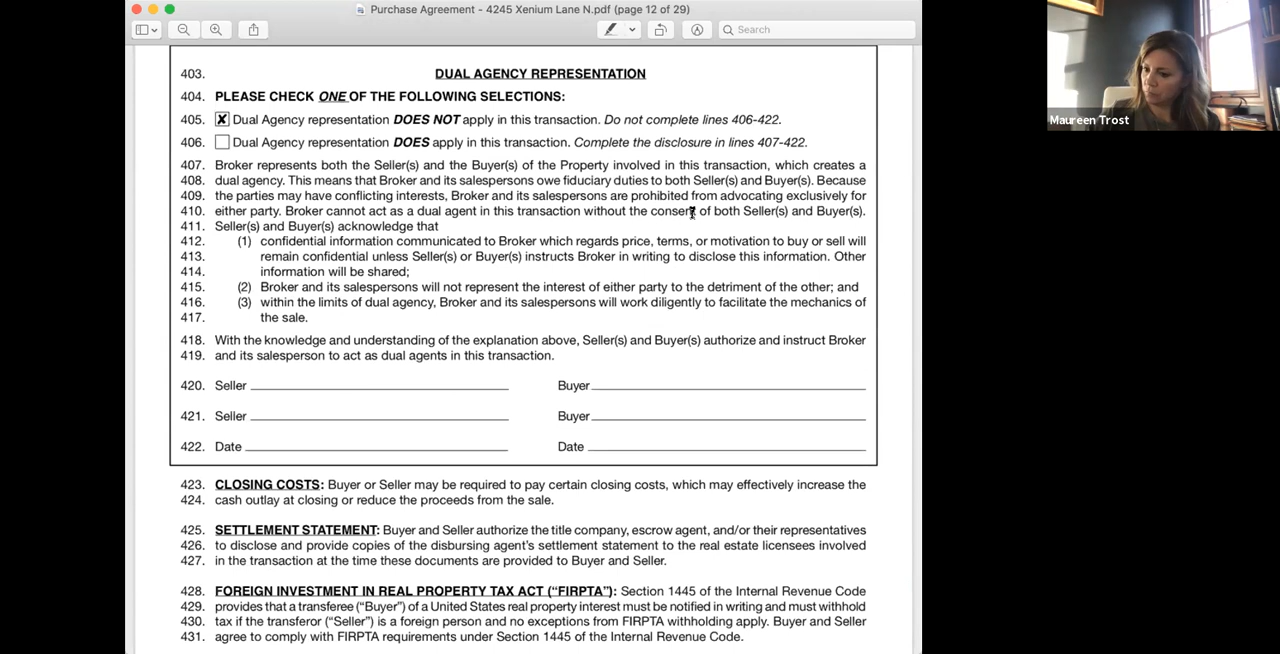 Purchase Agreement - 4245 Xenium Lane N.pdf (page 12 of 29)
Search
Maureen Trost
403. DUAL AGENCY REPRESENTATION
404. PLEASE CHECK ONE OF THE FOLLOWING SELECTIONS:
405. X Dual Agency representation DOES NOT apply in this transaction. Do not complete lines 406-422.
406. Dual Agency representation DOES apply in this transaction. Complete the disclosure in lines 407-422.
407. Broker represents both the Seller(s) and the Buyer(s) of the Property involved in this transaction, which creates a
408. dual agency. This means that Broker and its salespersons owe fiduciary duties to both Seller(s) and Buyer(s). Because
409. the parties may have conflicting interests, Broker and its salespersons are prohibited from advocating exclusively for
410. either party. Broker cannot act as a dual agent in this transaction without the consent of both Seller(s) and Buyer(s).
411. Seller(s) and Buyer(s) acknowledge that
412. (1) confidential information communicated to Broker which regards price, terms, or motivation to buy or sell will
413. remain confidential unless Seller(s) or Buyer(s) instructs Broker in writing to disclose this information. Other
414. information will be shared;
415. (2) Broker and its salespersons will not represent the interest of either party to the detriment of the other; and
416. (3) within the limits of dual agency, Broker and its salespersons will work diligently to facilitate the mechanics of
417. the sale.
418. With the knowledge and understanding of the explanation above, Seller(s) and Buyer(s) authorize and instruct Broker
419. and its salesperson to act as dual agents in this transaction.
420. Seller Buyer
421. Seller Buyer
422. Date Date
423. CLOSING COSTS: Buyer or Seller may be required to pay certain closing costs, which may effectively increase the
424. cash outlay at closing or reduce the proceeds from the sale.
425. SETTLEMENT STATEMENT: Buyer and Seller authorize the title company, escrow agent, and/or their representatives
426. to disclose and provide copies of the disbursing agent's settlement statement to the real estate licensees involved
427. in the transaction at the time these documents are provided to Buyer and Seller.
428. FOREIGN INVESTMENT IN REAL PROPERTY TAX ACT ("FIRPTA"): Section 1445 of the Internal Revenue Code
429. provides that a transferee ("Buyer") of a United States real property interest must be notified in writing and must withhold
430. tax if the transferor ("Seller") is a foreign person and no exceptions from FIRPTA withholding apply. Buyer and Seller
431. agree to comply with FIRPTA requirements under Section 1445 of the Internal Revenue Code.